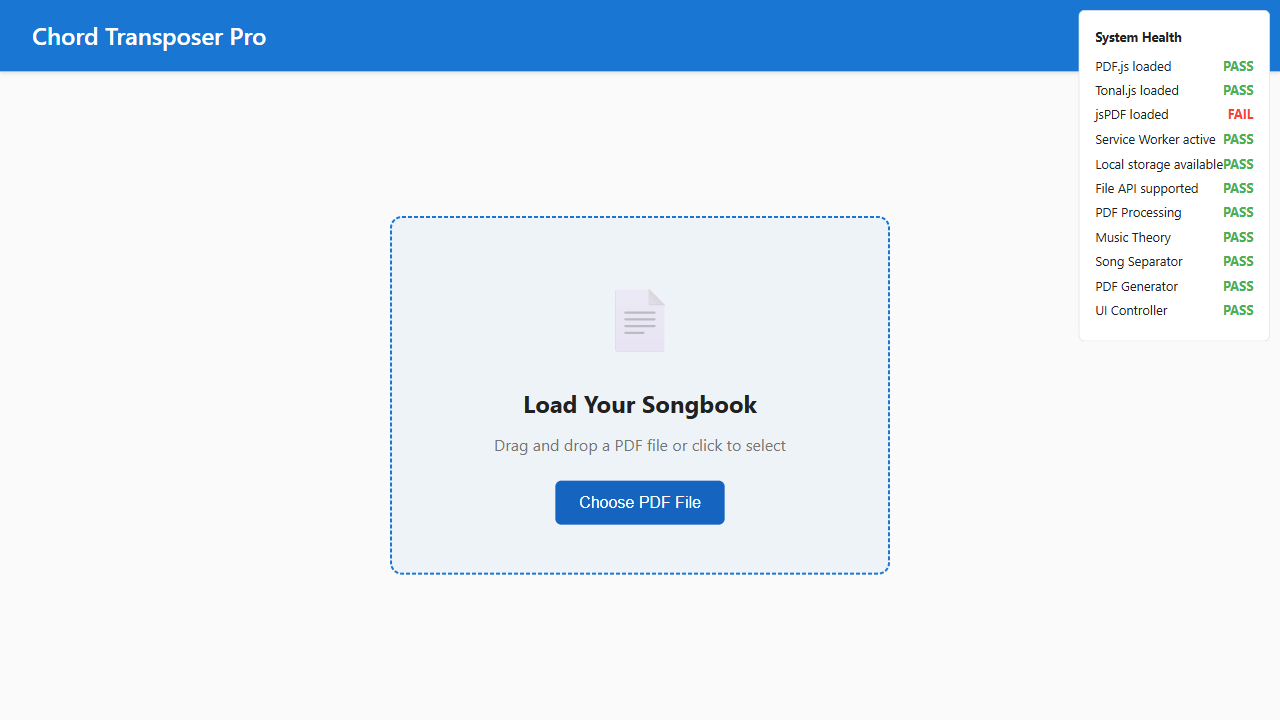 Chord Transposer Pro
System Health
PDF.js loaded PASS
Tonal.js loaded PASS
jsPDF loaded FAIL
Service Worker active PASS
Local storage available PASS
File API supported PASS
PDF Processing PASS
Music Theory PASS
Song Separator PASS
PDF Generator PASS
UI Controller PASS
Load Your Songbook
Drag and drop a PDF file or click to select
Choose PDF File